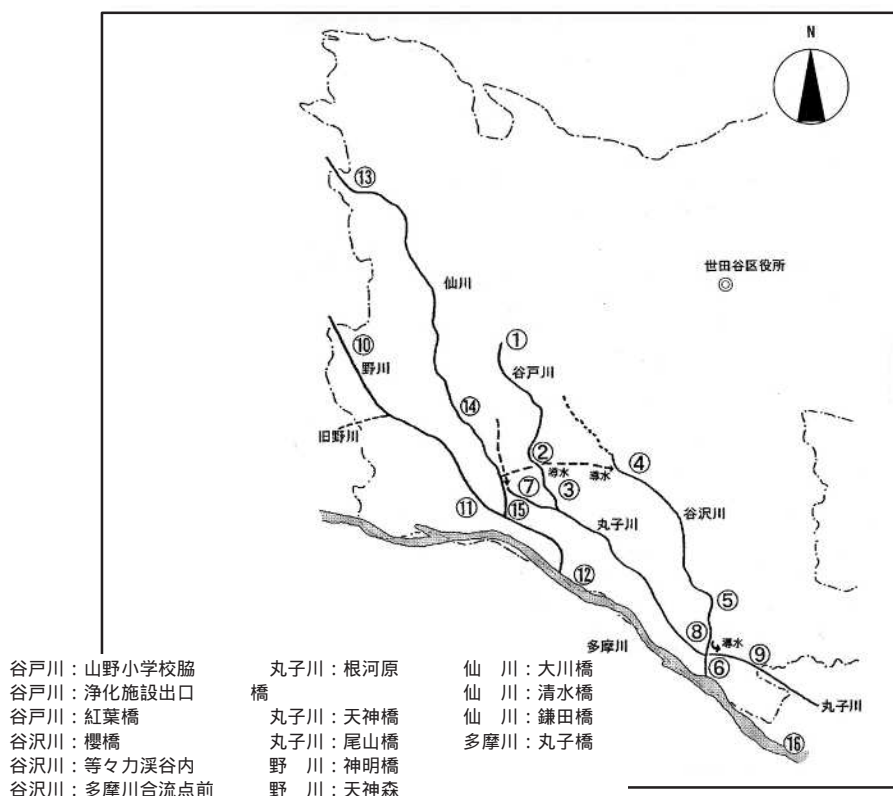 N
⑬
世田谷区役所
仙川
①
⑩
谷戸川
野川
⑭
旧野川
②
④
導水
導水
⑦
③
谷沢川
⑪
⑮
丸子川
⑫
⑤
⑧
導水
多摩川
⑨
⑥
丸子川
⑯
谷戸川：山野小学校脇
谷戸川：浄化施設出口
谷戸川：紅葉橋
谷沢川：櫻橋
谷沢川：等々力渓谷内
谷沢川：多摩川合流点前
丸子川：根河原
橋
丸子川：天神橋
丸子川：尾山橋
野　川：神明橋
野　川：天神森
仙　川：大川橋
仙　川：清水橋
仙　川：鎌田橋
多摩川：丸子橋